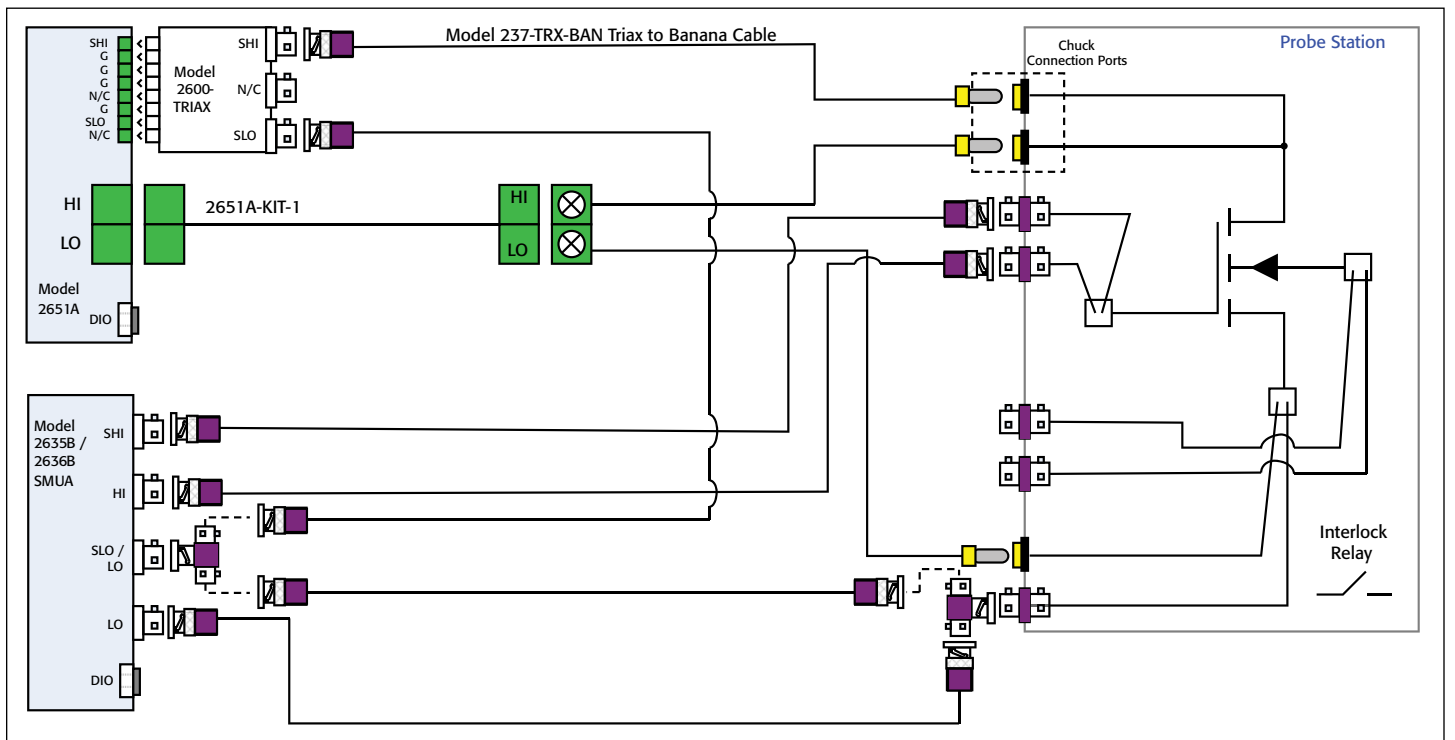 SHI
G
G
G
N/C
G
SLO
N/C
Model
2600-
TRIAX
SHI
N/C
SLO
Model 237-TRX-BAN Triax to Banana Cable
Chuck
Connection Ports
Probe Station
HI
LO
2651A-KIT-1
HI
LO
Model
2651A
DIO
Model
2635B /
2636B
SMUA
SHI
HI
SLO /
LO
LO
DIO
Interlock
Relay